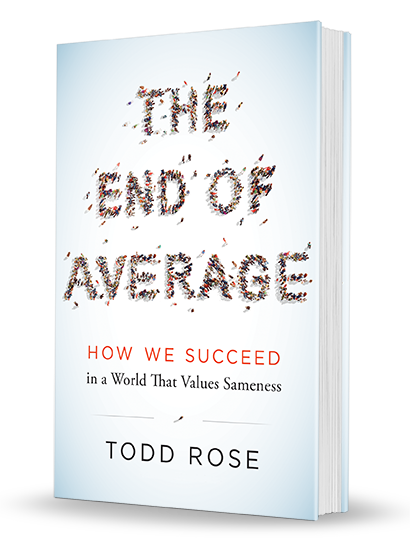 THE
END OF
AVERAGE
HOW WE SUCCEED
in a World That Values Sameness
TODD ROSE